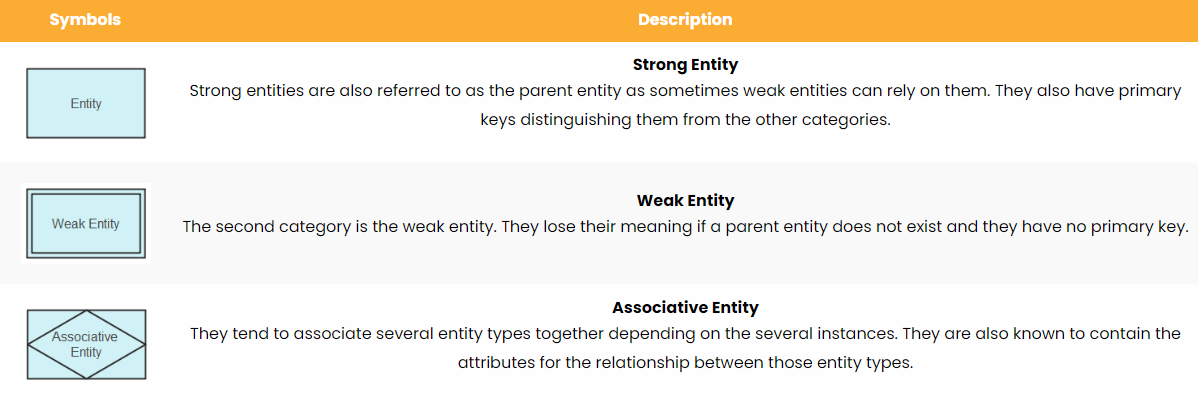 Symbols Description
Strong Entity
Entity
Strong entities are also referred to as the parent entity as sometimes weak entities can rely on them. They also have primary
keys distinguishing them from the other categories.
Weak Entity
Weak Entity
The second category is the weak entity. They lose their meaning if a parent entity does not exist and they have no primary key.
Associative Entity
Associative
Entity
They tend to associate several entity types together depending on the several instances. They are also known to contain the
attributes for the relationship between those entity types.